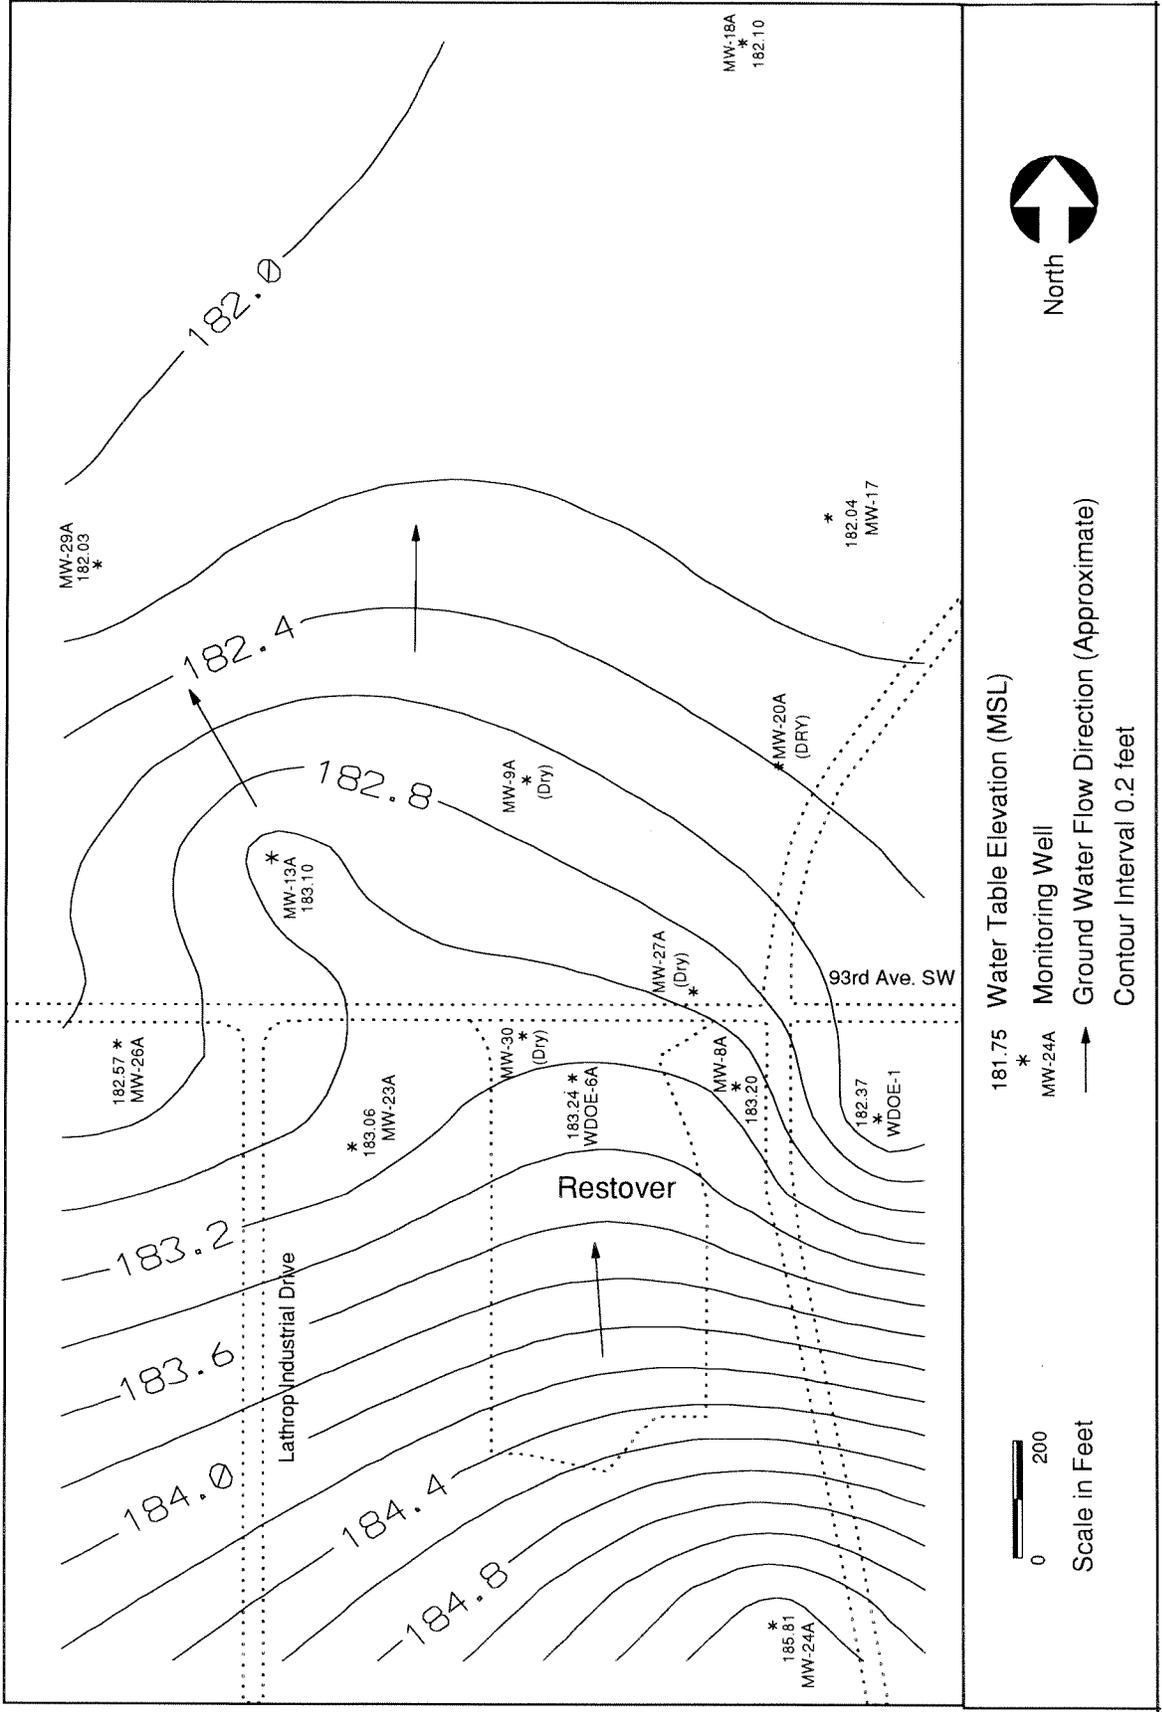 MW-18A
182.10
182.0
MW-29A
182.03
182.04
MW-17
182.4
MW-20A
(DRY)
MW-9A
(Dry)
182.8
MW-13A
183.10
MW-27A
(Dry)
93rd Ave. SW
182.57
MW-26A
MW-30
(Dry)
183.06
MW-23A
183.24
WDOE-6A
MW-8A
183.20
182.37
WDOE-1
Restover
183.2
Lathrop Industrial Drive
183.6
184.0
184.4
184.8
185.81
MW-24A
North
181.75 Water Table Elevation (MSL)
MW-24A Monitoring Well
Ground Water Flow Direction (Approximate)
Contour Interval 0.2 feet
0 200
Scale in Feet